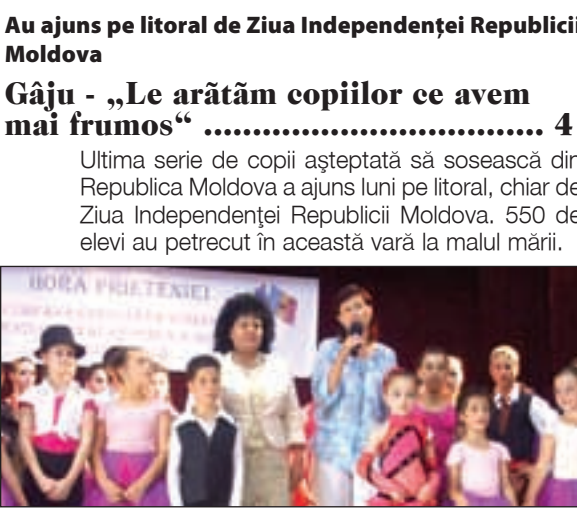 Au ajuns pe litoral de Ziua Independenței Republicii
Moldova
Gâju - „Le arãtãm copiilor ce avem
mai frumos“ .................................. 4
Ultima serie de copii aşteptată să sosească din
Republica Moldova a ajuns luni pe litoral, chiar de
Ziua Independenţei Republicii Moldova. 550 de
elevi au petrecut în această vară la malul mării.
HORA PRIETENIEI